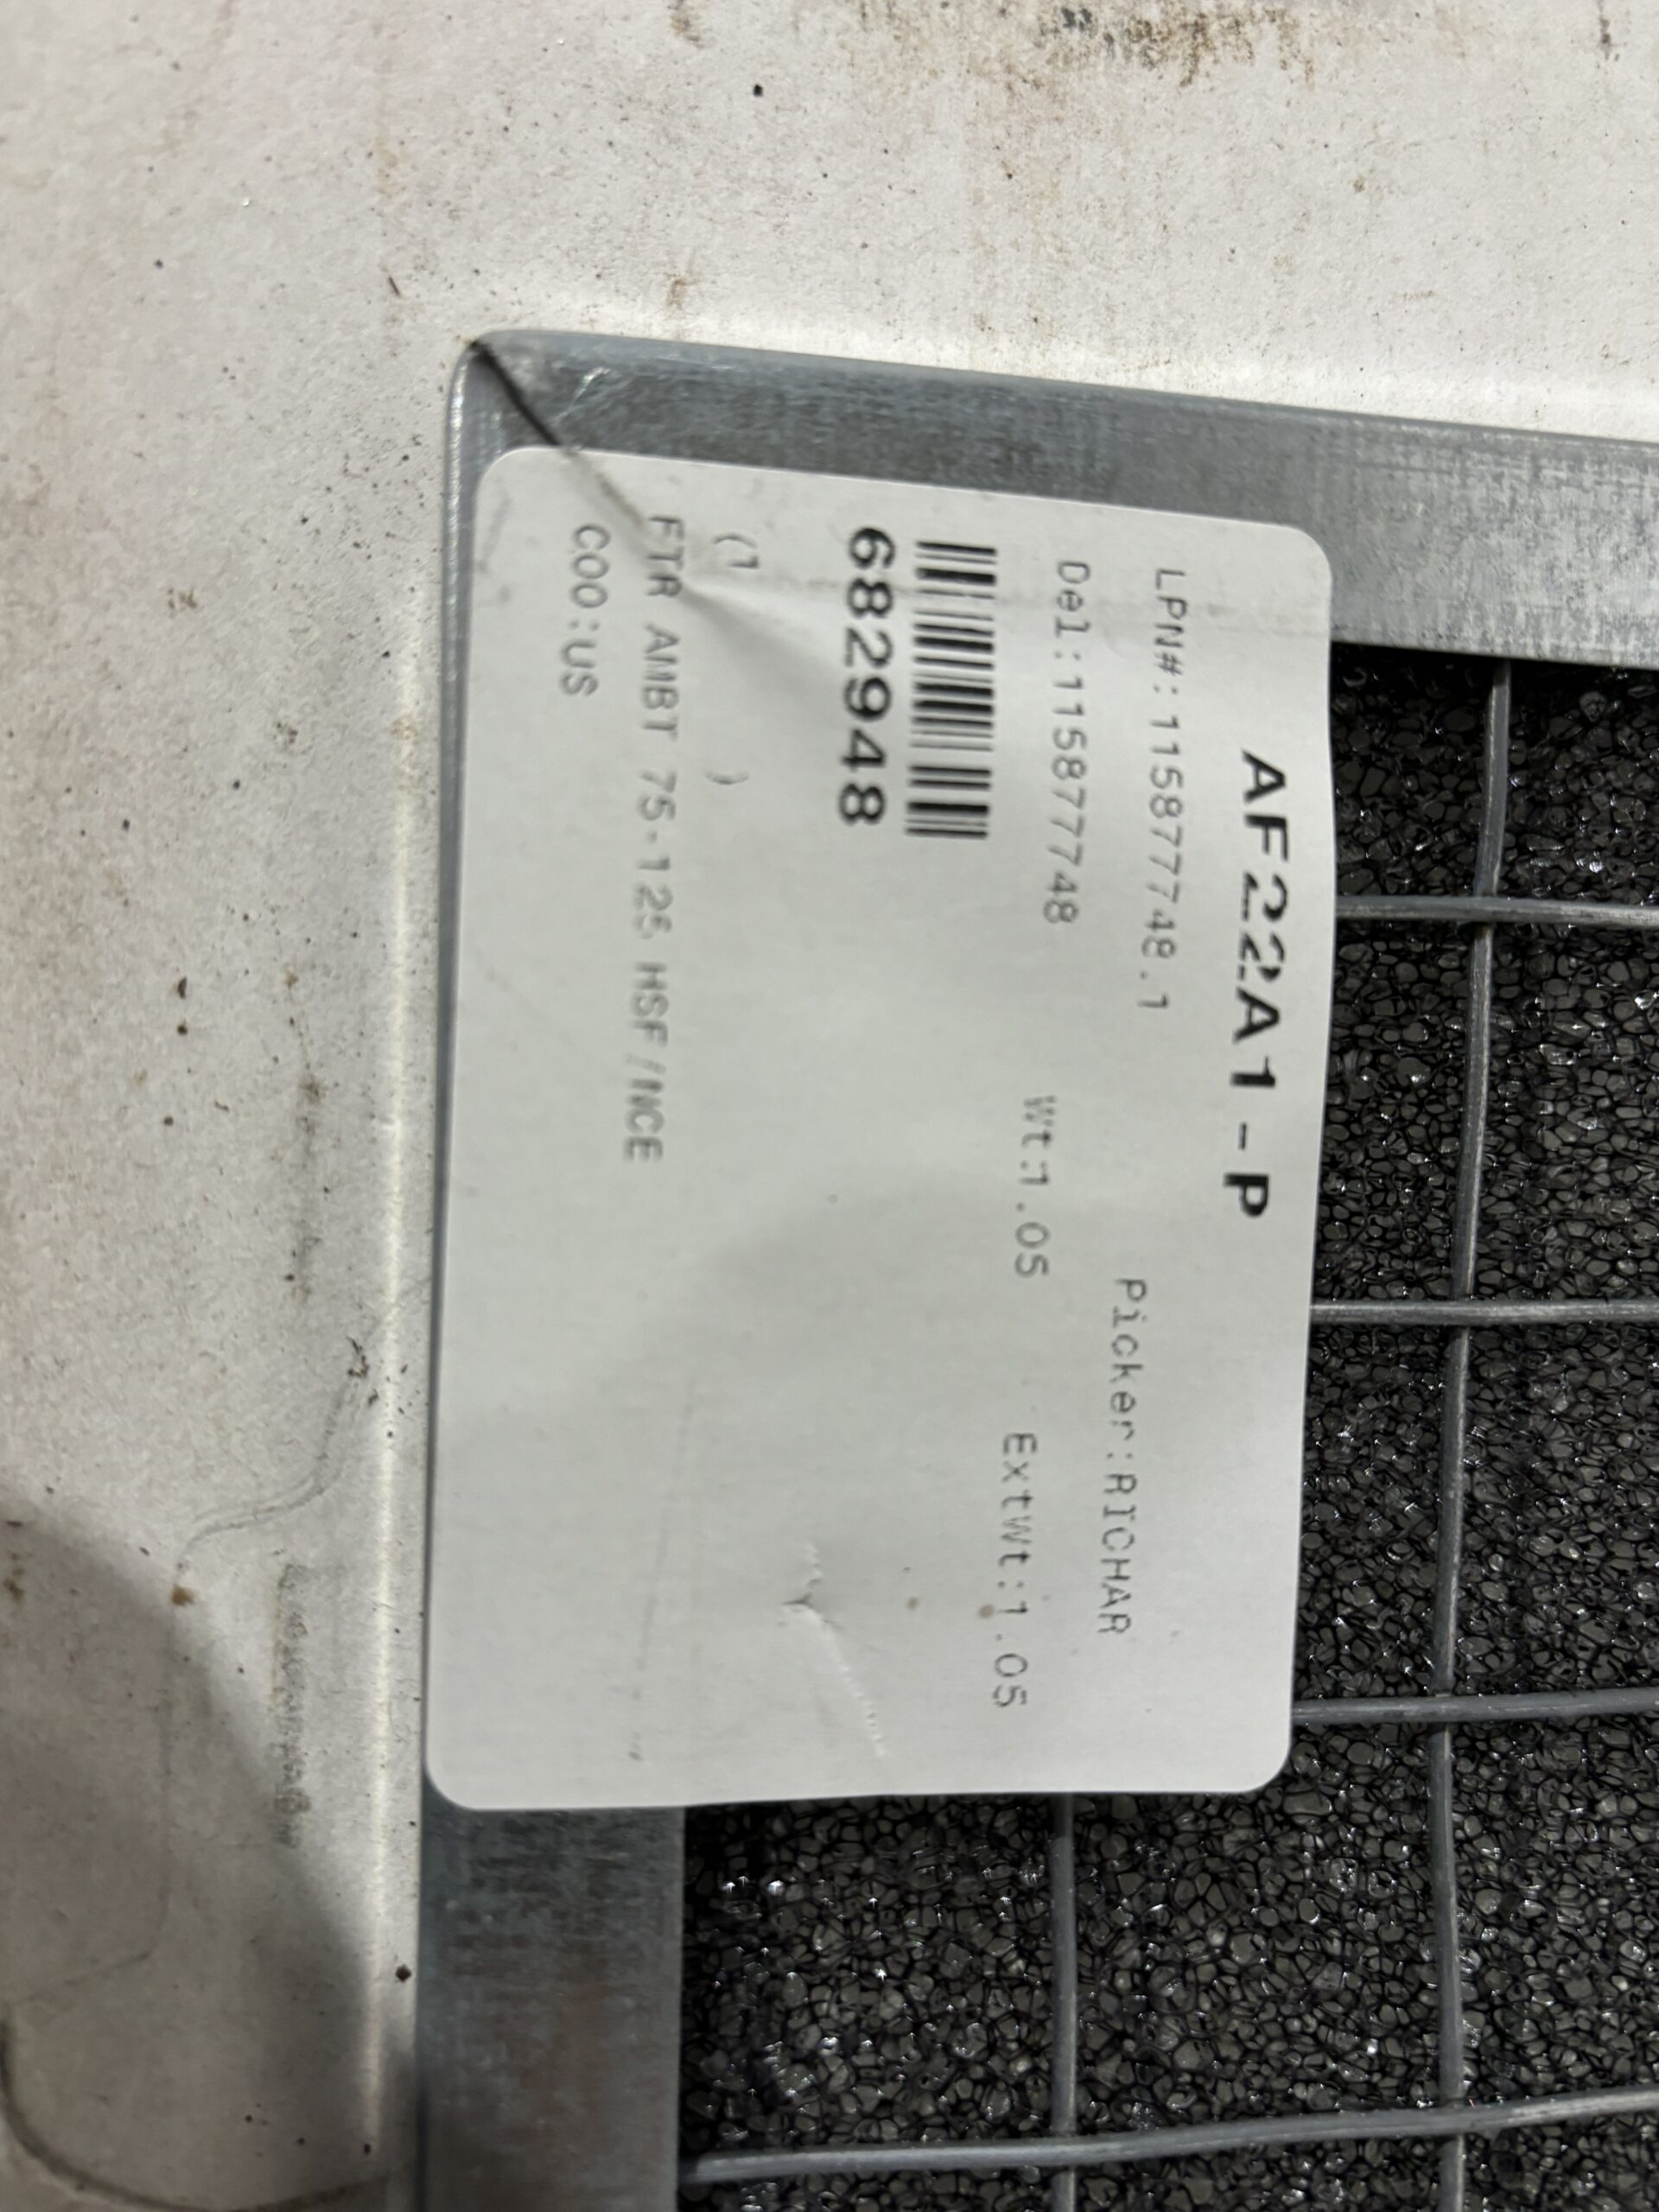 AF22A1-P
LPN#:115877748.1 Picker:RICHAR
Del:115877748 Wt:1.05 ExtWt:1.05
682948
(1 )
FTR AMBT 75-125 HSF/NCE
COO:US